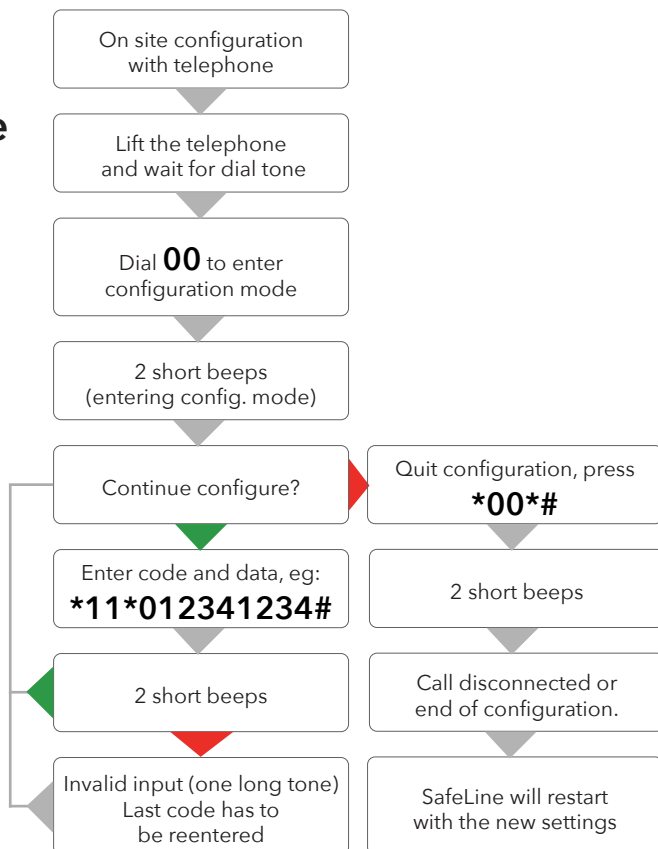 On site configuration
with telephone
e
Lift the telephone
and wait for dial tone
Dial 00 to enter
configuration mode
2 short beeps
(entering config. mode)
Continue configure?
Quit configuration, press
*00*#
Enter code and data, eg:
*11*012341234#
2 short beeps
2 short beeps
Call disconnected or
end of configuration.
Invalid input (one long tone)
Last code has to
be reentered
SafeLine will restart
with the new settings